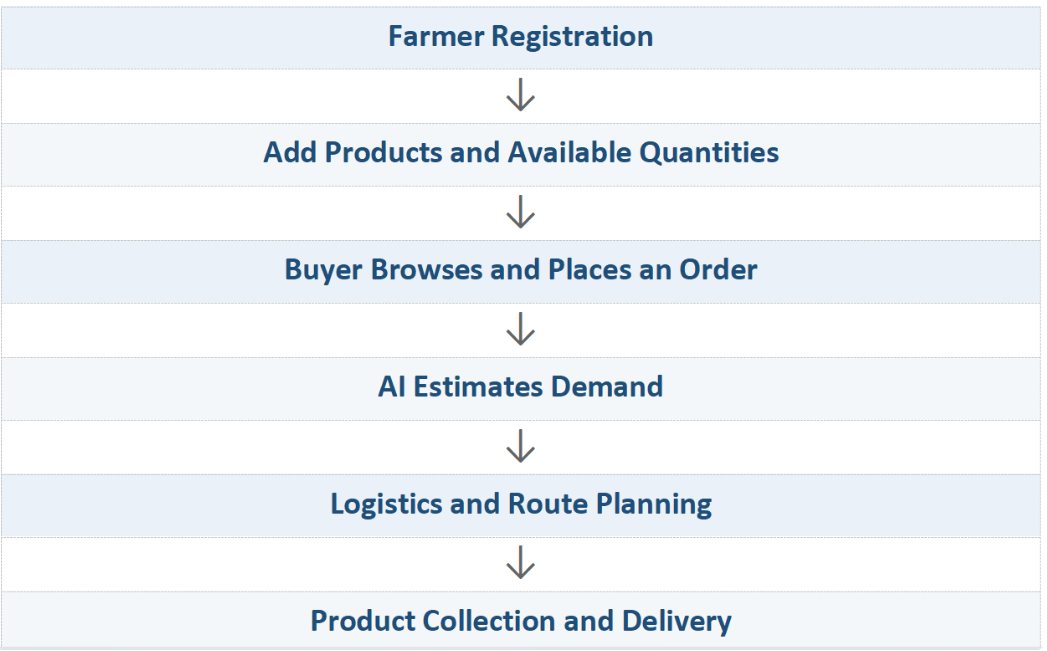 Farmer Registration
↓
Add Products and Available Quantities
↓
Buyer Browses and Places an Order
↓
AI Estimates Demand
↓
Logistics and Route Planning
↓
Product Collection and Delivery